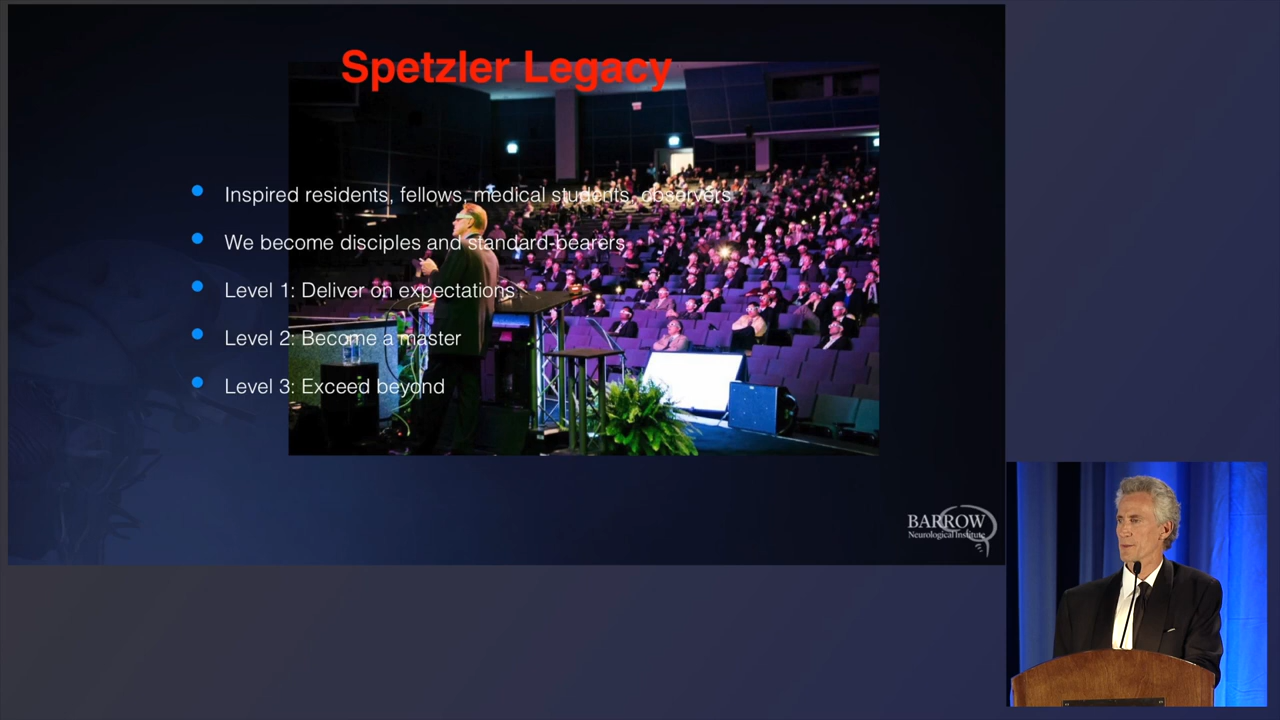 Spetzler Legacy
Inspired residents, fellows, medical students, observers
We become disciples and standard-bearers
Level 1: Deliver on expectations
Level 2: Become a master
Level 3: Exceed beyond
BARROW
Neurological Institute